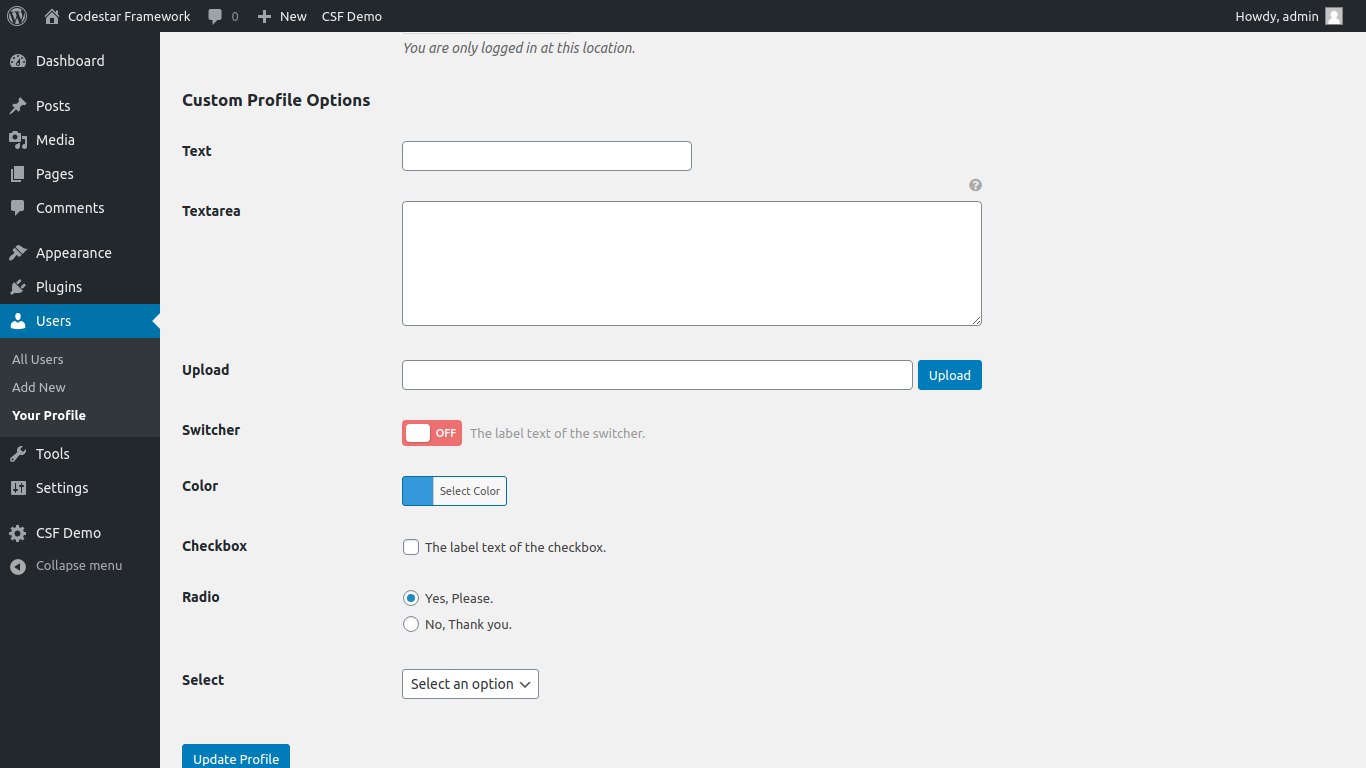 Codestar Framework 0 New CSF Demo Howdy, admin
Dashboard
Posts
Media
Pages
Comments
Appearance
Plugins
Users
All Users
Add New
Your Profile
Tools
Settings
CSF Demo
Collapse menu
You are only logged in at this location.
Custom Profile Options
Text
?
Textarea
Upload Upload
Switcher OFF The label text of the switcher.
Color Select Color
Checkbox The label text of the checkbox.
Radio Yes, Please.
No, Thank you.
Select Select an option
Update Profile